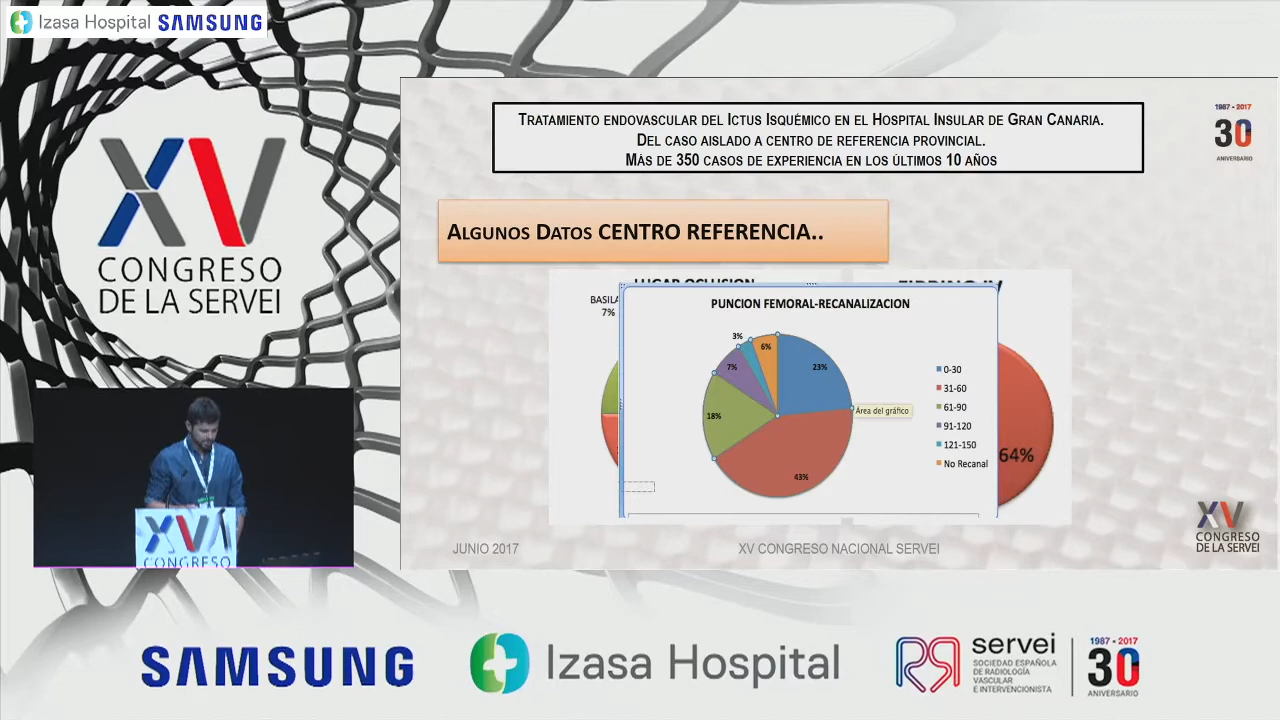 Izasa Hospital SAMSUNG
XV
CONGRESO
DE LA SERVEI
TRATAMIENTO ENDOVASCULAR DEL ICTUS ISQUÉMICO EN EL HOSPITAL INSULAR DE GRAN CANARIA.
DEL CASO AISLADO A CENTRO DE REFERENCIA PROVINCIAL.
MÁS DE 350 CASOS DE EXPERIENCIA EN LOS ÚLTIMOS 10 AÑOS
1987 - 2017
30
ANIVERSARIO
ALGUNOS DATOS CENTRO REFERENCIA..
LUGAR OCLUSION
7%
PUNCION FEMORAL-RECANALIZACION
3%
6%
7%
23%
18%
43%
Área del gráfico
0-30
31-60
61-90
91-120
121-150
No Recanal
64%
JUNIO 2017
XV CONGRESO NACIONAL SERVEI
XV
CONGRESO
DE LA SERVEI
XV
CONGRESO
SAMSUNG
Izasa Hospital
servei
SOCIEDAD ESPAÑOLA
DE RADIOLOGÍA
VASCULAR
E INTERVENCIONISTA
1987 - 2017
30
ANIVERSARIO